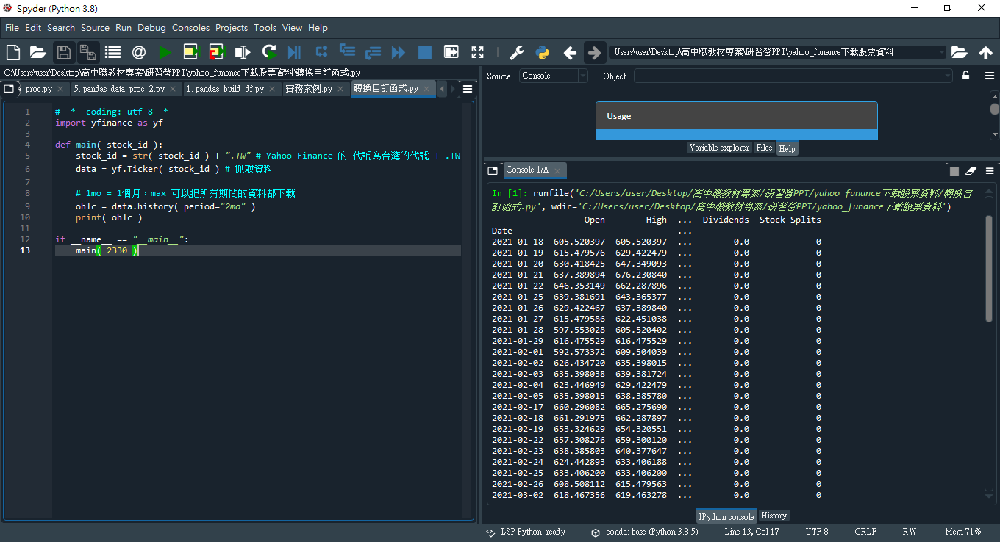 Spyder (Python 3.8)
File Edit Search Source Run Debug Consoles Projects Tools View Help
C:\Users\user\Desktop\高中職教材專案\研習營PPT\yahoo_funance下載股票資料
C:\Users\user\Desktop\高中職教材專案\研習營PPT\yahoo_funance下載股票資料\轉換自訂函式.py
_proc.py 5. pandas_data_proc_2.py 1. pandas_build_df.py 實務案例.py 轉換自訂函式.py
1 # -*- coding: utf-8 -*-
2 import yfinance as yf
3
4 def main( stock_id ):
5 stock_id = str( stock_id ) + ".TW" # Yahoo Finance 的 代號為台灣的代號 + .TW
6 data = yf.Ticker( stock_id ) # 抓取資料
7
8 # 1mo = 1個月，max 可以把所有期間的資料都下載
9 ohlc = data.history( period="2mo" )
10 print( ohlc )
11
12 if __name__ == "__main__":
13 main( 2330 )
Source Console Object
Usage
Variable explorer Files Help
Console 1/A
In [1]: runfile('C:/Users/user/Desktop/高中職教材專案/研習營PPT/yahoo_funance下載股票資料/轉換自
訂函式.py', wdir='C:/Users/user/Desktop/高中職教材專案/研習營PPT/yahoo_funance下載股票資料')
Open High ... Dividends Stock Splits
Date ...
2021-01-18 605.520397 605.520397 ... 0.0 0
2021-01-19 615.479576 629.422479 ... 0.0 0
2021-01-20 630.418425 647.349093 ... 0.0 0
2021-01-21 637.389894 676.230840 ... 0.0 0
2021-01-22 646.353149 662.287896 ... 0.0 0
2021-01-25 639.381691 643.365377 ... 0.0 0
2021-01-26 629.422467 637.389840 ... 0.0 0
2021-01-27 615.479586 622.451038 ... 0.0 0
2021-01-28 597.553028 605.520402 ... 0.0 0
2021-01-29 616.475529 616.475529 ... 0.0 0
2021-02-01 592.573372 609.504039 ... 0.0 0
2021-02-02 626.434720 635.398015 ... 0.0 0
2021-02-03 635.398038 639.381724 ... 0.0 0
2021-02-04 623.446949 629.422479 ... 0.0 0
2021-02-05 635.398015 638.385780 ... 0.0 0
2021-02-17 660.296082 665.275690 ... 0.0 0
2021-02-18 661.291975 662.287897 ... 0.0 0
2021-02-19 653.324629 654.320551 ... 0.0 0
2021-02-22 657.308276 659.300120 ... 0.0 0
2021-02-23 638.385803 640.377647 ... 0.0 0
2021-02-24 624.442893 633.406188 ... 0.0 0
2021-02-25 633.406200 633.406200 ... 0.0 0
2021-02-26 608.508112 615.479563 ... 0.0 0
2021-03-02 618.467356 619.463278 ... 0.0 0
IPython console History
LSP Python: ready conda: base (Python 3.8.5) Line 13, Col 17 UTF-8 CRLF RW Mem 71%